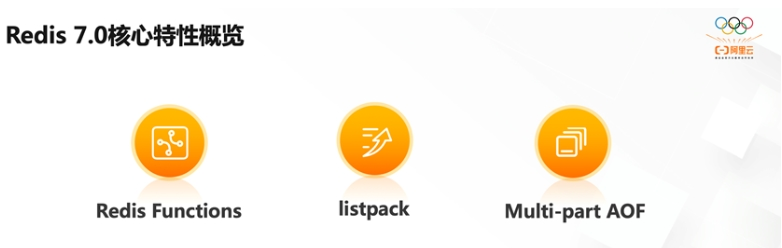 Redis 7.0核心特性概览
阿里云
Redis Functions
listpack
Multi-part AOF